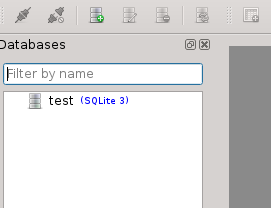 Databases
Filter by name
test (SQLite 3)